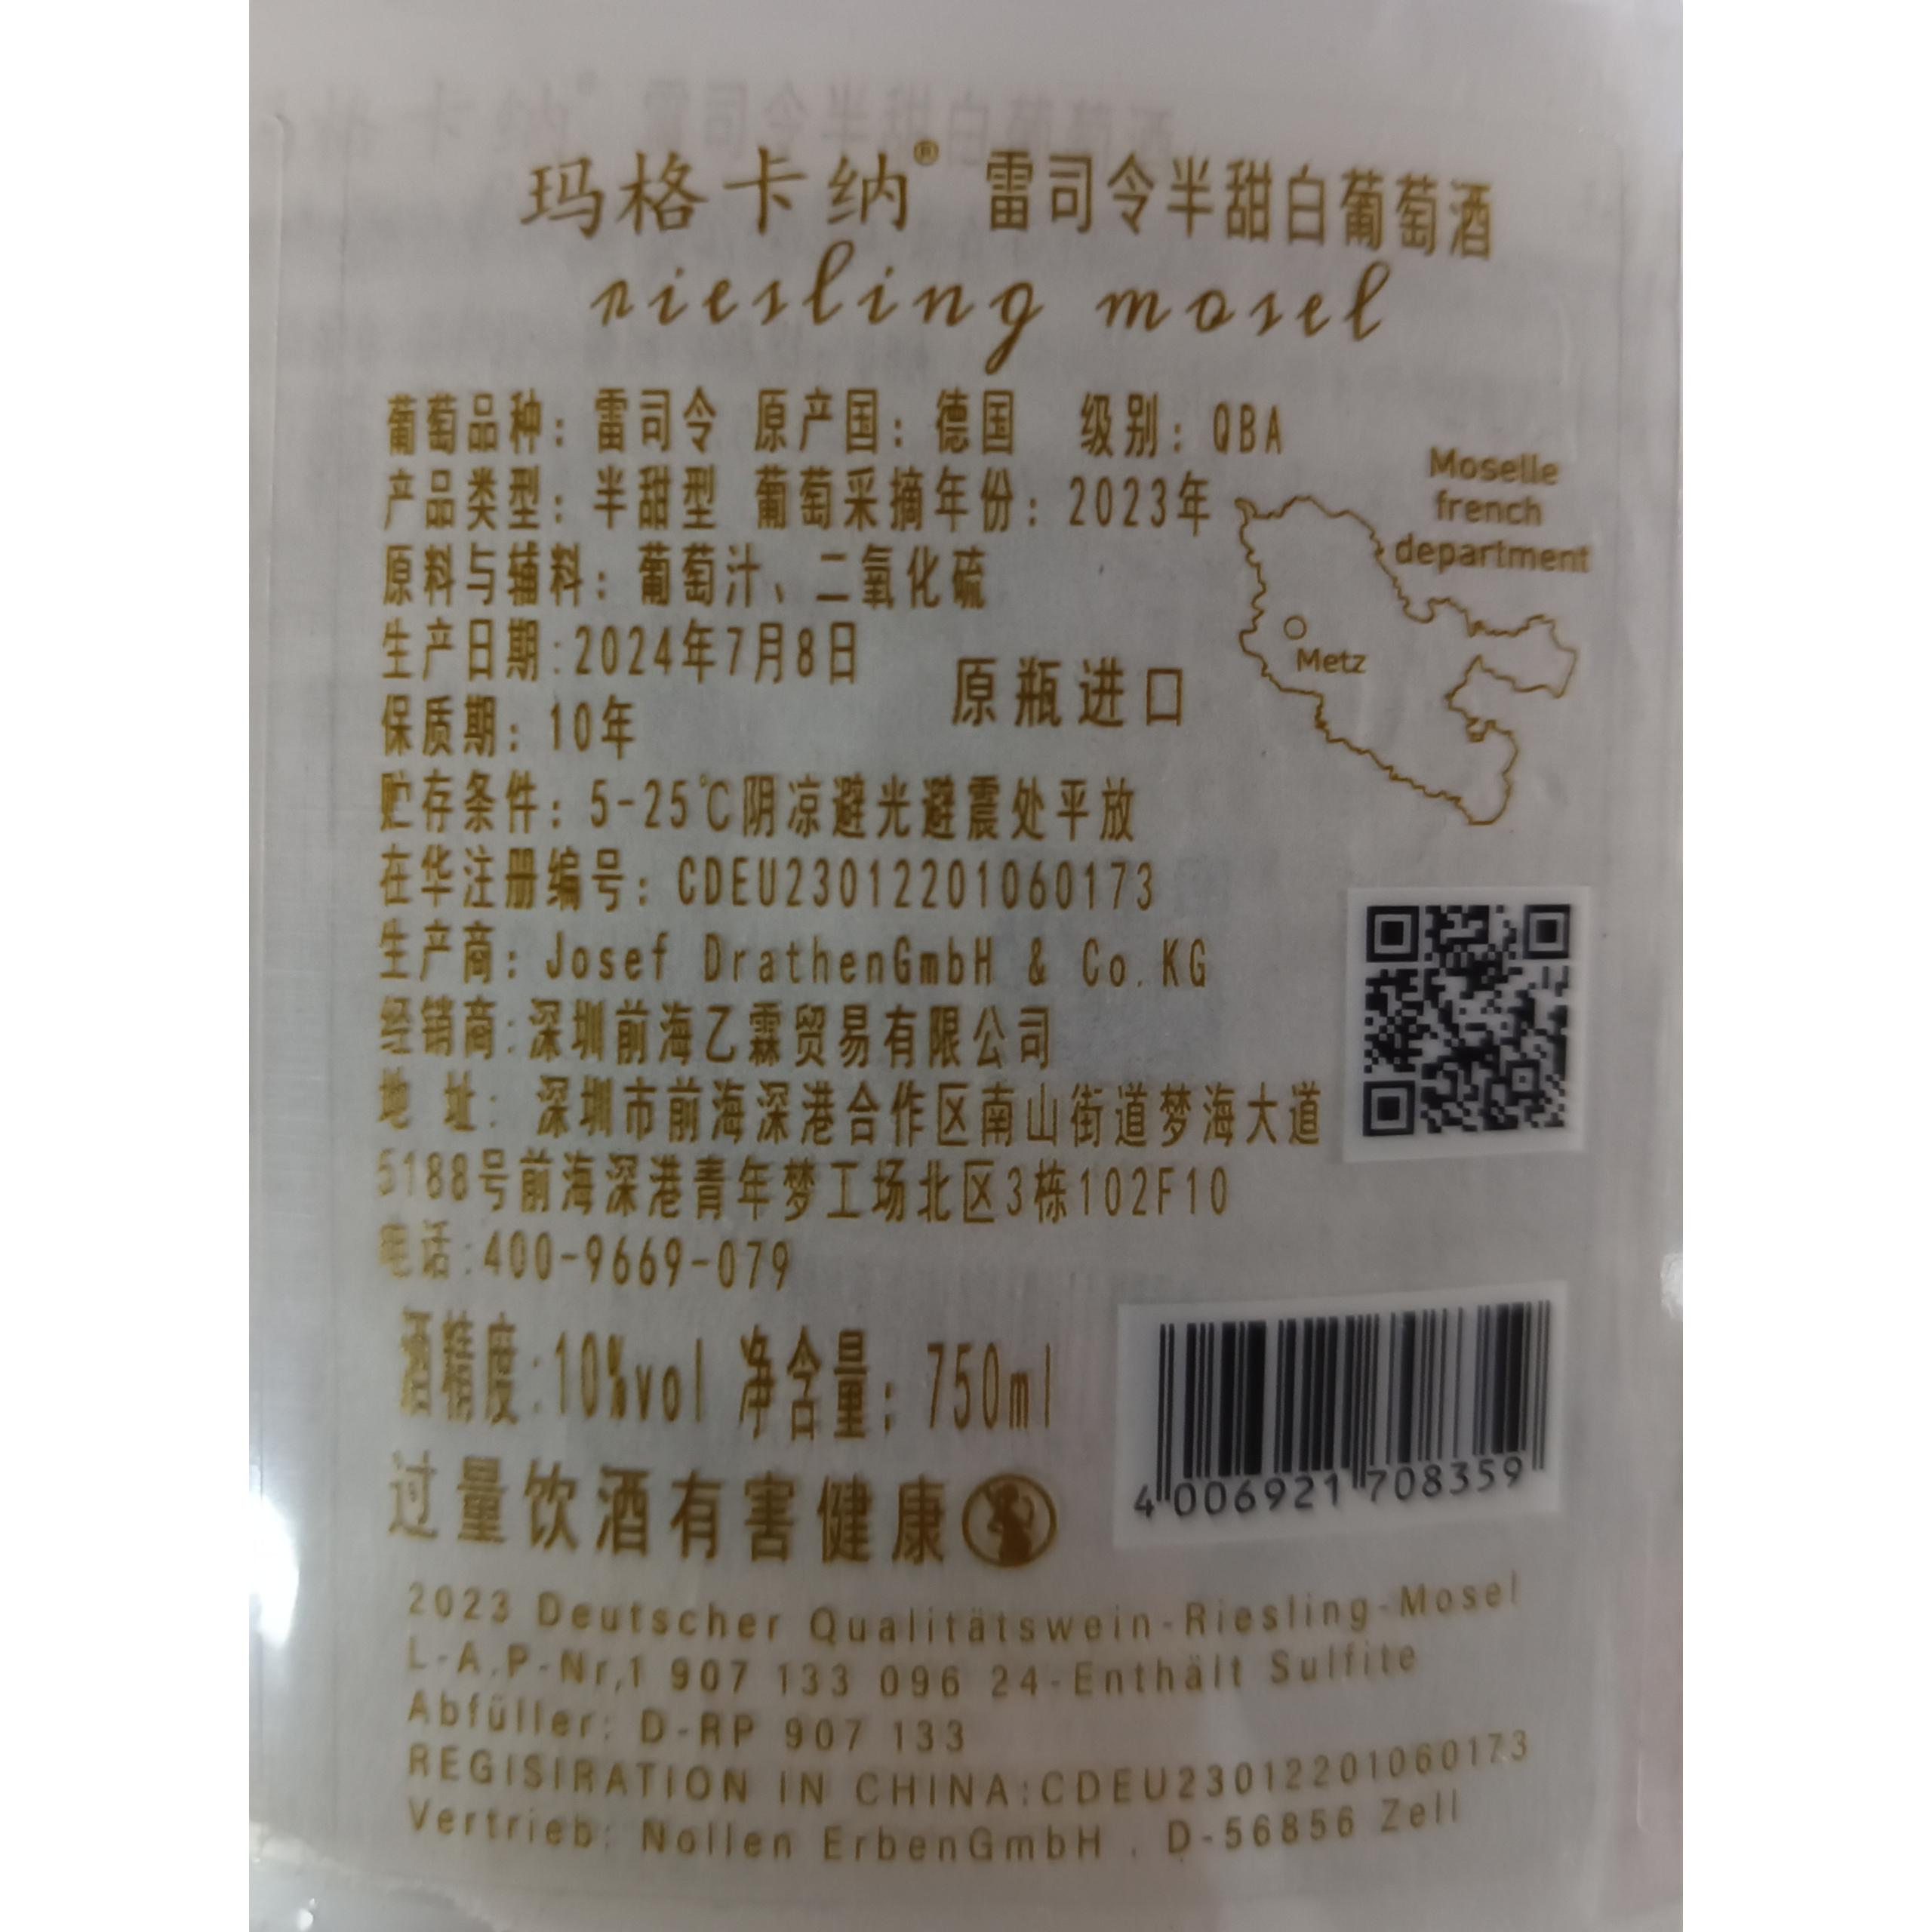 玛格卡纳® 雷司令半甜白葡萄酒
riesling mosel
葡萄品种：雷司令 原产国：德国 级别：QBA
产品类型：半甜型 葡萄采摘年份：2023年
原料与辅料：葡萄汁、二氧化硫
生产日期:2024年7月8日
保质期：10年
原瓶进口
Moselle
french
department
Metz
贮存条件：5-25℃阴凉避光避震处平放
在华注册编号：CDEU23012201060173
生产商：Josef DrathenGmbH & Co.KG
经销商:深圳前海乙霖贸易有限公司
地 址：深圳市前海深港合作区南山街道梦海大道
5188号前海深港青年梦工场北区3栋102F10
电话:400-9669-079
酒精度:10%vol 净含量：750ml
4 006921 708359
过量饮酒有害健康
2023 Deutscher Qualitätswein-Riesling-Mosel
L-A.P-Nr,1 907 133 096 24-Enthält Sulfite
Abfüller: D-RP 907 133
REGISIRATION IN CHINA:CDEU23012201060173
Vertrieb: Nollen ErbenGmbH . D-56856 Zell